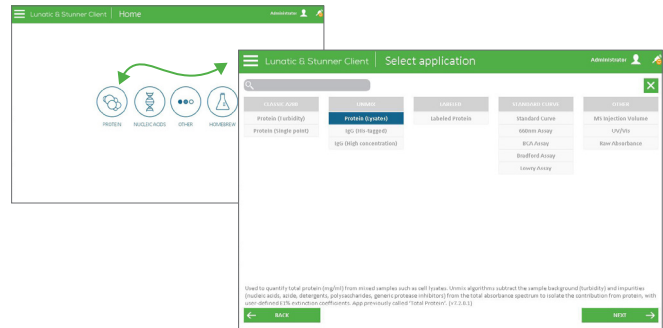 Lunatic & Stunner Client Home
Administrator
PROTEIN NUCLEIC ACIDS OTHER HOMEBREW
Lunatic & Stunner Client Select application
Administrator
CLASSIC A280 UNMIX LABELED STANDARD CURVE OTHER
Protein (Turbidity) Protein (Lysates) Labeled Protein Standard Curve MS Injection Volume
Protein (Single point) IgG (His-tagged) 660nm Assay UV/Vis
IgG (High concentration) BCA Assay Raw Absorbance
Bradford Assay
Lowry Assay
Used to quantify total protein (mg/ml) from mixed samples such as cell lysates. Unmix algorithms subtract the sample background (turbidity) and impurities
(nucleic acids, azide, detergents, polysaccharides, generic protease inhibitors) from the total absorbance spectrum to isolate the contribution from protein, with
user-defined E1% extinction coefficients. App previously called "Total Protein". (v7.2.0.1)
BACK NEXT